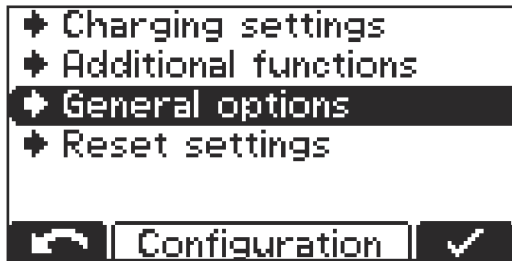 Charging settings
Additional functions
General options
Reset settings
Configuration